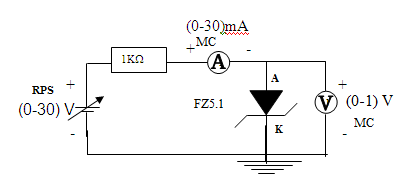 (0-30)mA
+ MC -
A
1KΩ
RPS +
(0-30) V
-
A
FZ5.1
K
+
V (0-1) V
MC
-